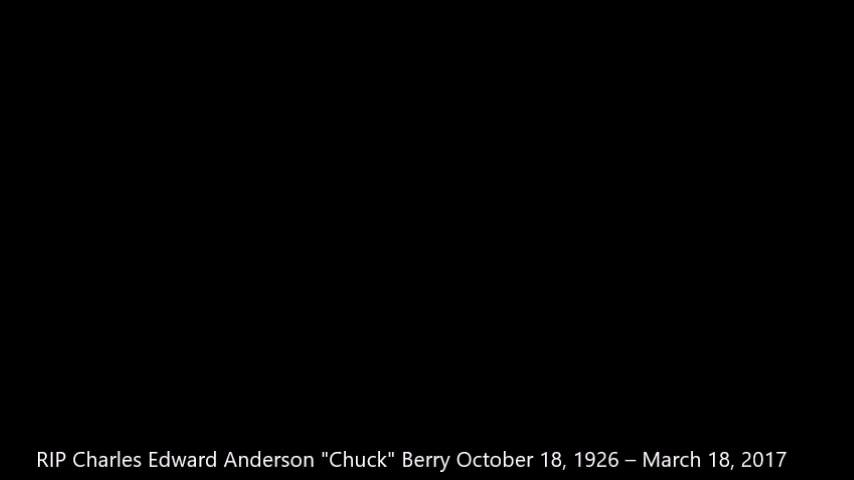 RIP Charles Edward Anderson "Chuck" Berry October 18, 1926 – March 18, 2017